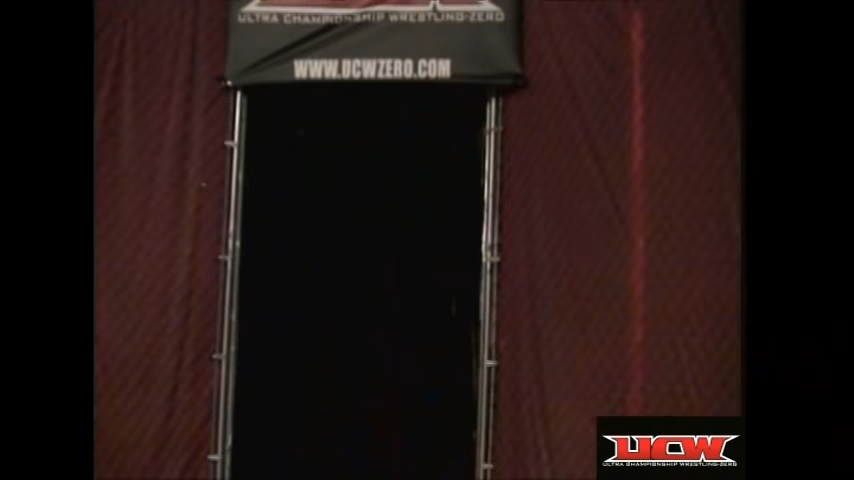 ULTRA CHAMPIONSHIP WRESTLING-ZERO
WWW.UCWZERO.COM
UCW
ULTRA CHAMPIONSHIP WRESTLING-ZERO